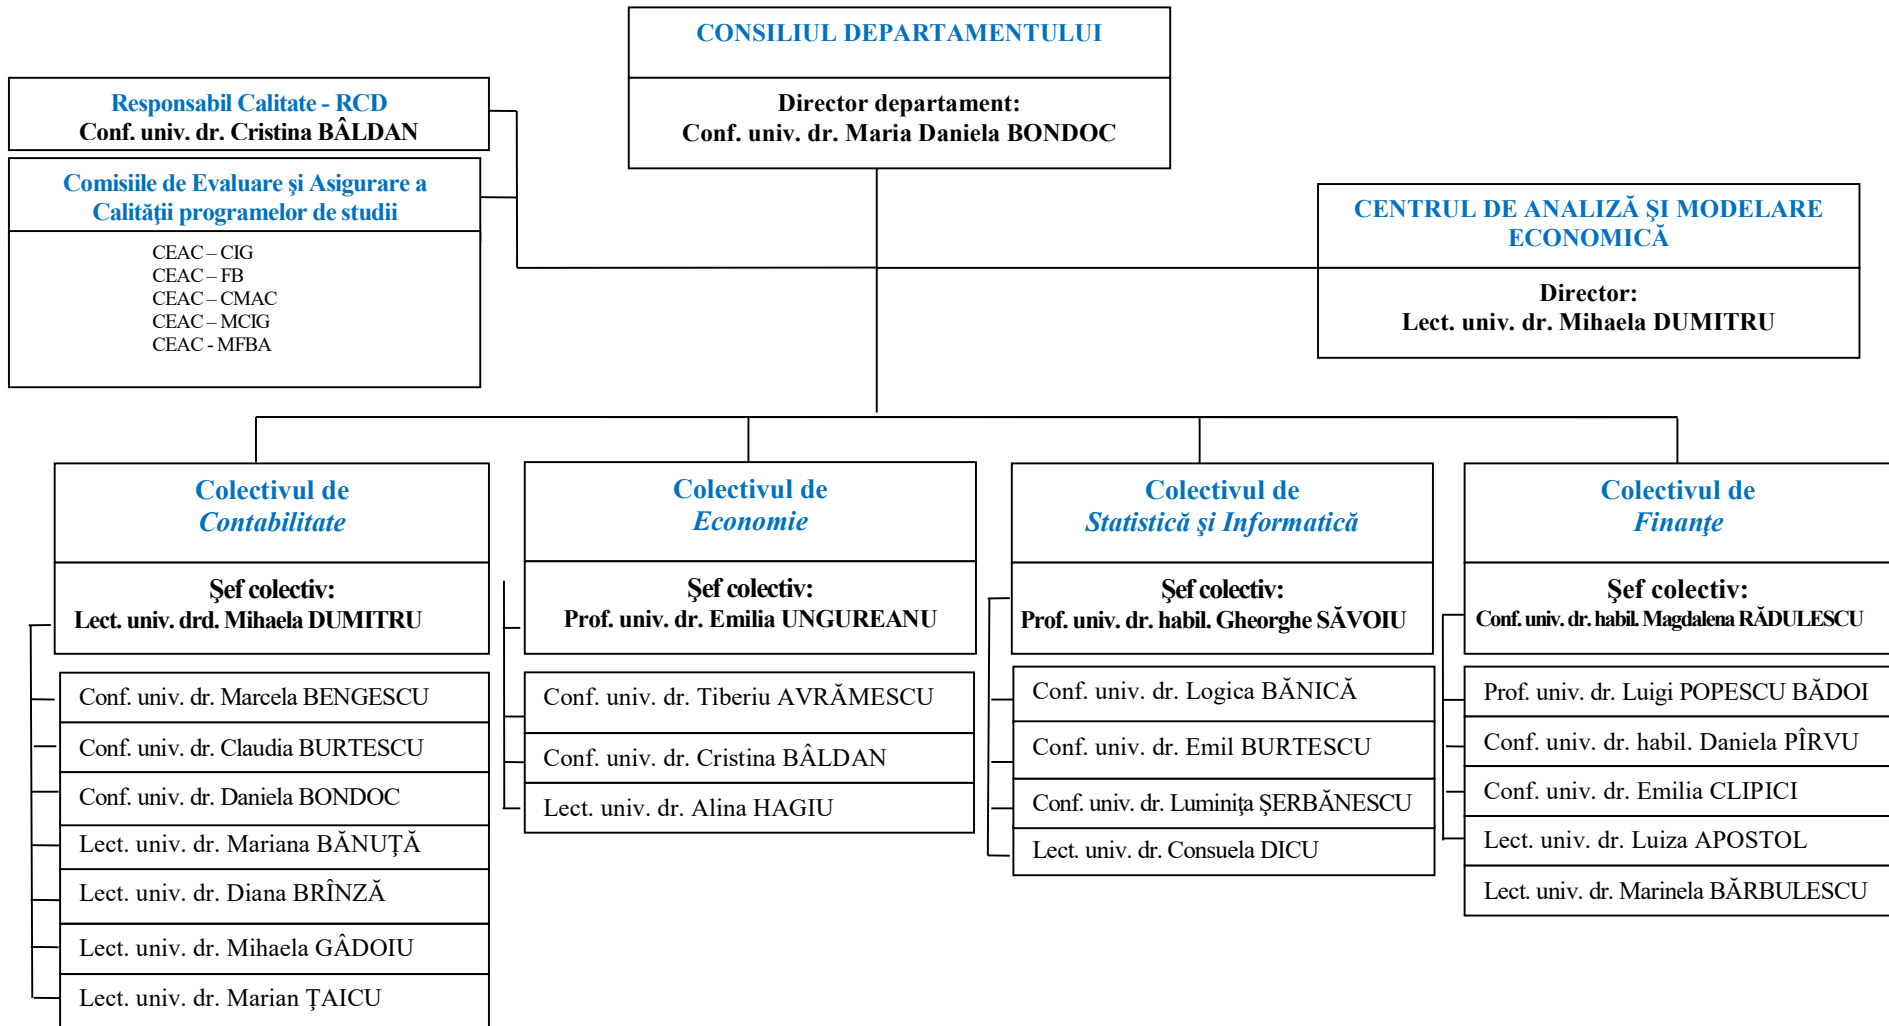 CONSILIUL DEPARTAMENTULUI
Director departament:
Conf. univ. dr. Maria Daniela BONDOC
Responsabil Calitate - RCD
Conf. univ. dr. Cristina BÂLDAN
Comisiile de Evaluare şi Asigurare a
Calităţii programelor de studii
CEAC – CIG
CEAC – FB
CEAC – CMAC
CEAC – MCIG
CEAC - MFBA
CENTRUL DE ANALIZĂ ŞI MODELARE
ECONOMICĂ
Director:
Lect. univ. dr. Mihaela DUMITRU
Colectivul de
Contabilitate
Şef colectiv:
Lect. univ. drd. Mihaela DUMITRU
Conf. univ. dr. Marcela BENGESCU
Conf. univ. dr. Claudia BURTESCU
Conf. univ. dr. Daniela BONDOC
Lect. univ. dr. Mariana BĂNUŢĂ
Lect. univ. dr. Diana BRÎNZĂ
Lect. univ. dr. Mihaela GÂDOIU
Lect. univ. dr. Marian ŢAICU
Colectivul de
Economie
Şef colectiv:
Prof. univ. dr. Emilia UNGUREANU
Conf. univ. dr. Tiberiu AVRĂMESCU
Conf. univ. dr. Cristina BÂLDAN
Lect. univ. dr. Alina HAGIU
Colectivul de
Statistică şi Informatică
Şef colectiv:
Prof. univ. dr. habil. Gheorghe SĂVOIU
Conf. univ. dr. Logica BĂNICĂ
Conf. univ. dr. Emil BURTESCU
Conf. univ. dr. Luminiţa ŞERBĂNESCU
Lect. univ. dr. Consuela DICU
Colectivul de
Finanţe
Şef colectiv:
Conf. univ. dr. habil. Magdalena RĂDULESCU
Prof. univ. dr. Luigi POPESCU BĂDOI
Conf. univ. dr. habil. Daniela PÎRVU
Conf. univ. dr. Emilia CLIPICI
Lect. univ. dr. Luiza APOSTOL
Lect. univ. dr. Marinela BĂRBULESCU